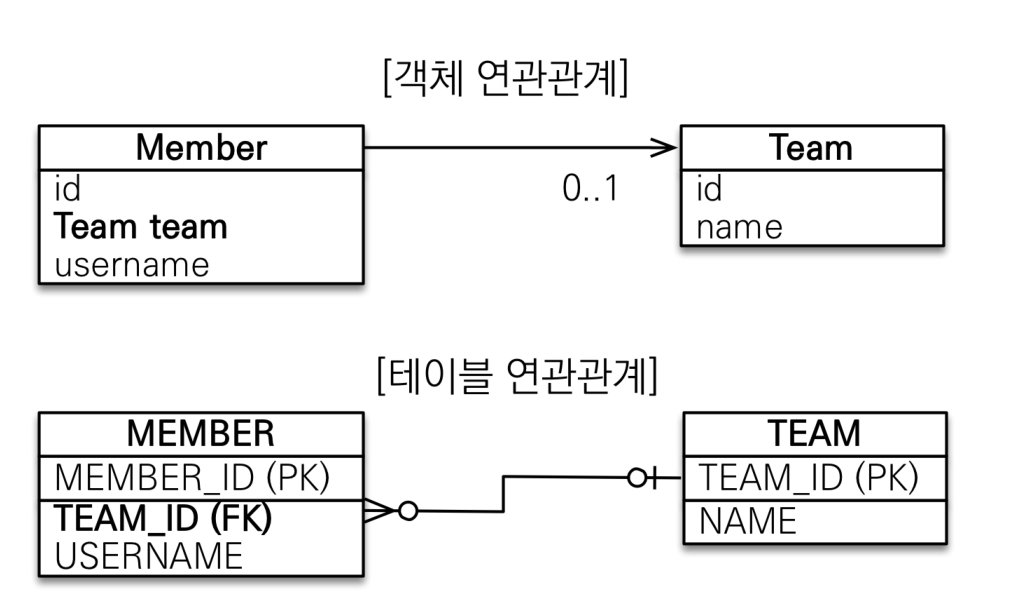 [객체 연관관계]
Member
id
Team team
username
0..1
Team
id
name
[테이블 연관관계]
MEMBER
MEMBER_ID (PK)
TEAM_ID (FK)
USERNAME
TEAM
TEAM_ID (PK)
NAME